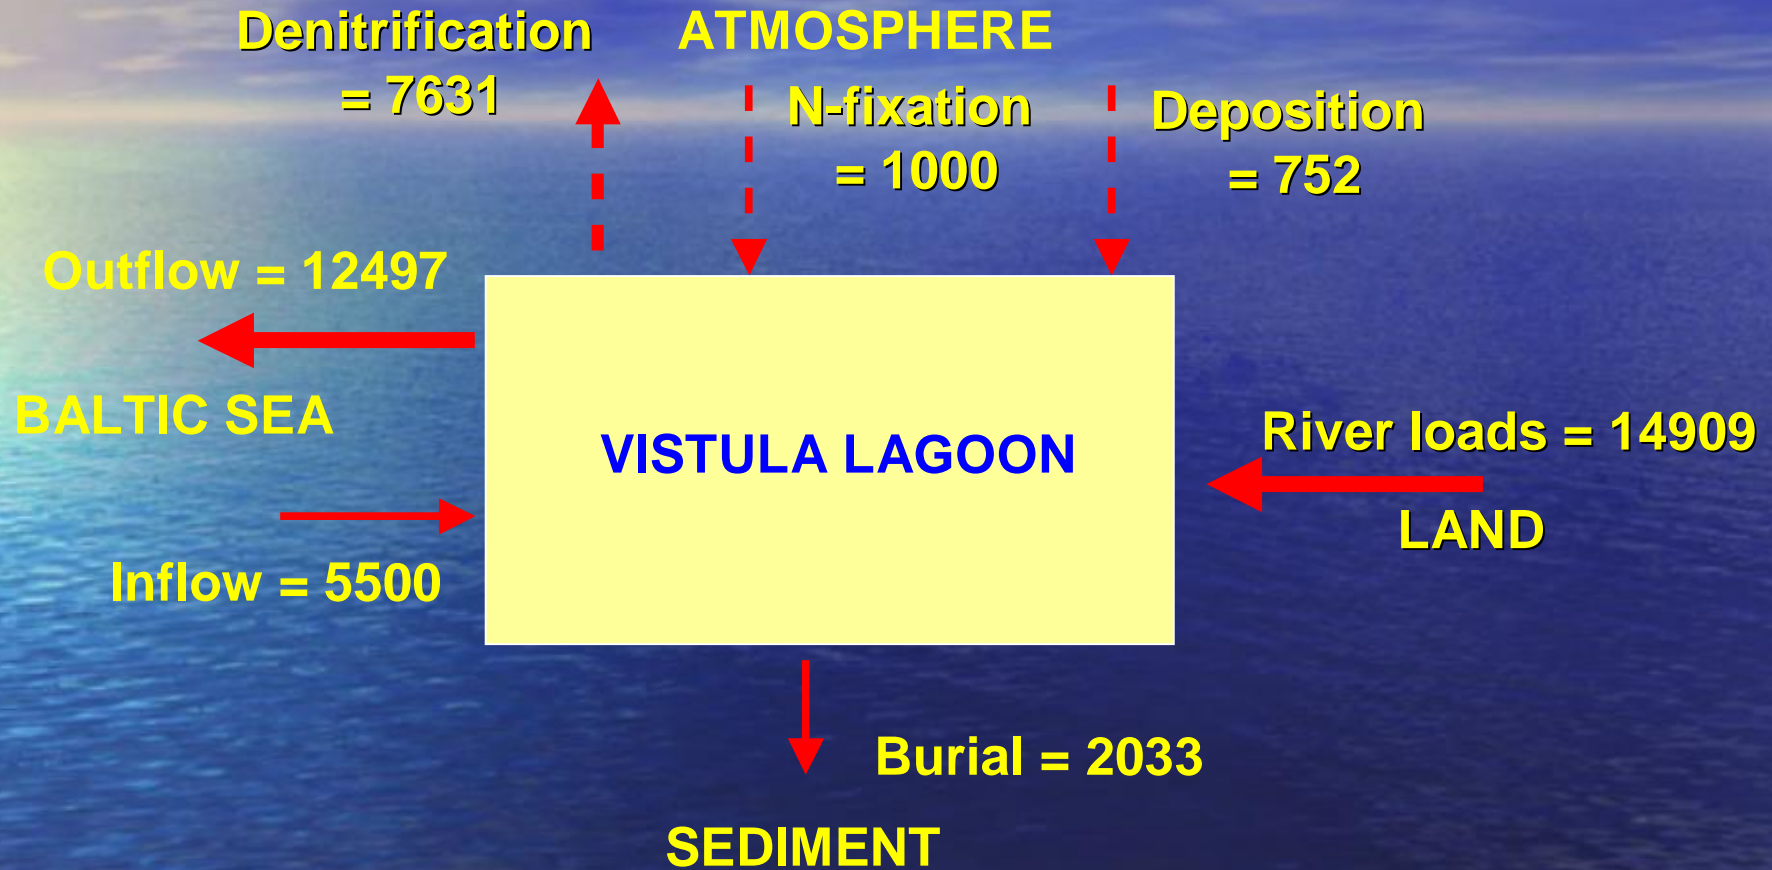 Denitrification
= 7631
ATMOSPHERE
N-fixation
= 1000
Deposition
= 752
Outflow = 12497
BALTIC SEA
VISTULA LAGOON
River loads = 14909
LAND
Inflow = 5500
Burial = 2033
SEDIMENT